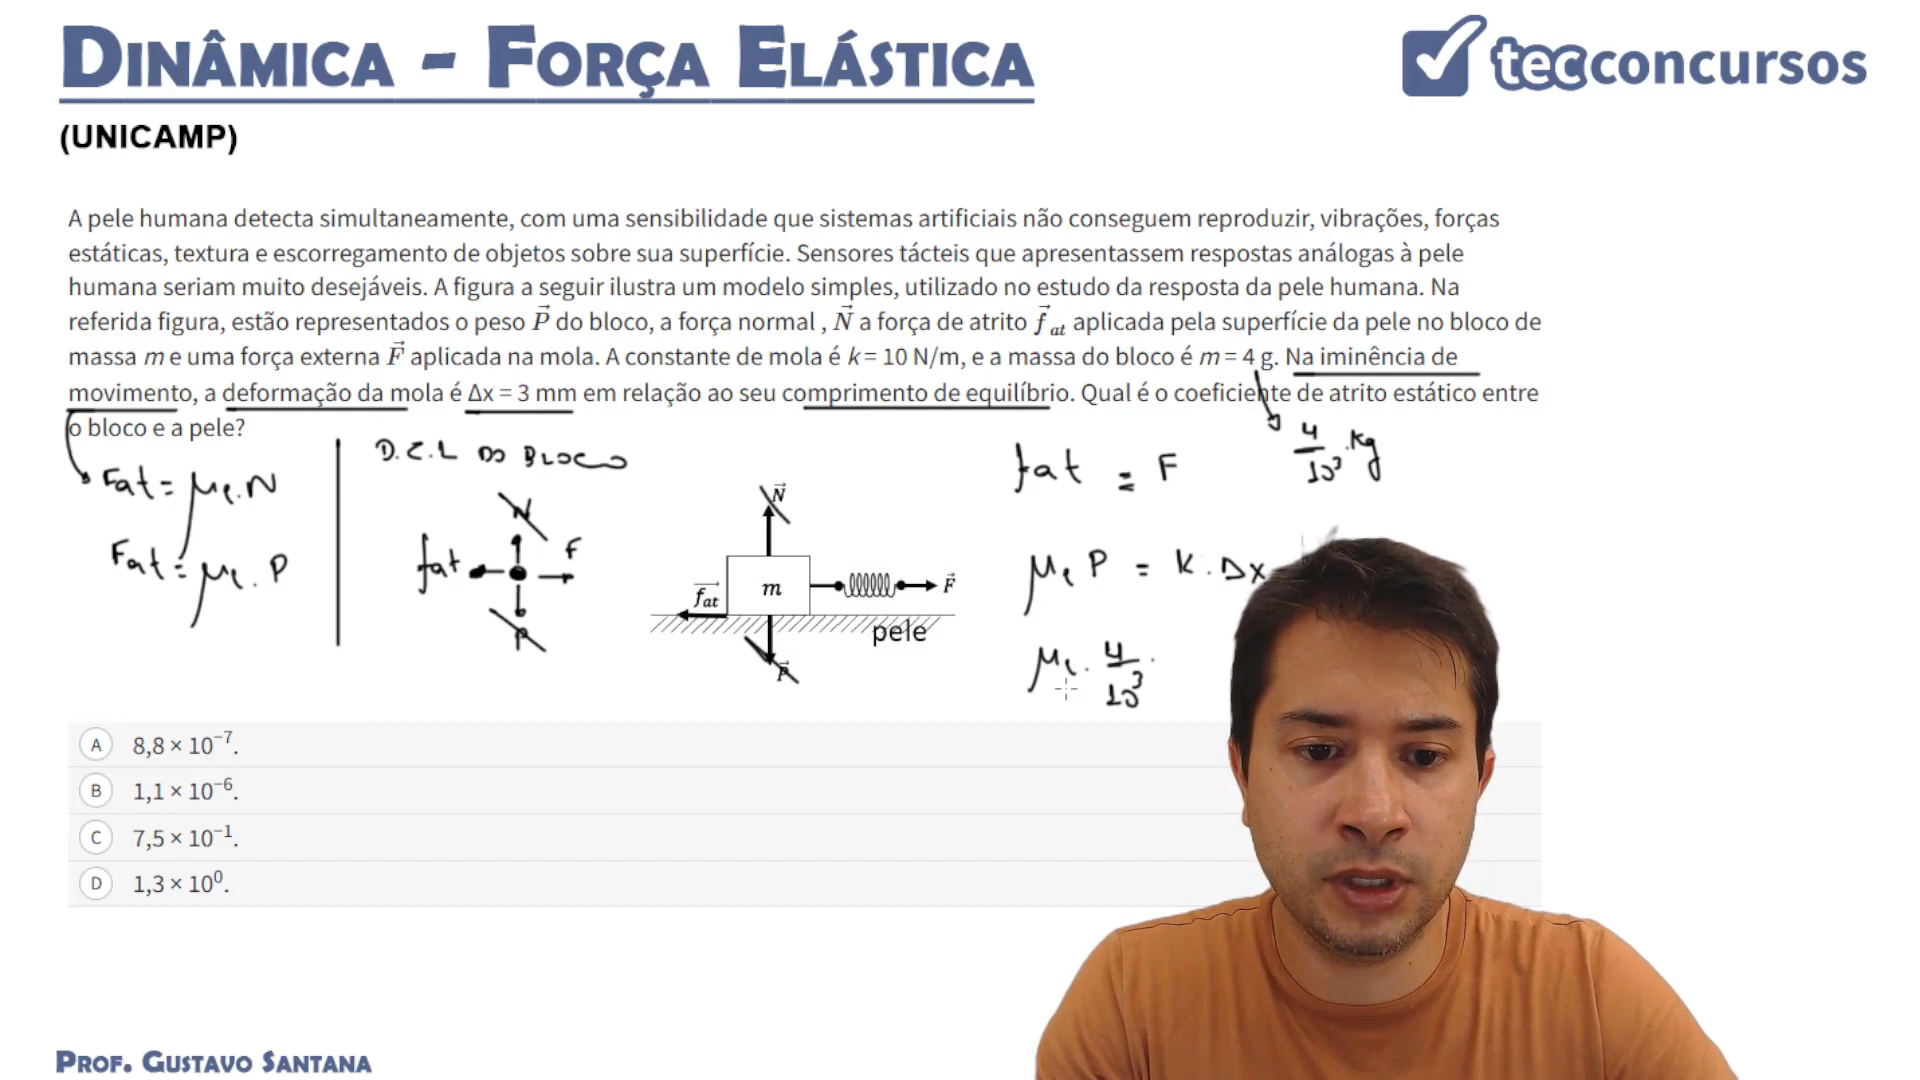 DINÂMICA - FORÇA ELÁSTICA
tecconcursos
(UNICAMP)
A pele humana detecta simultaneamente, com uma sensibilidade que sistemas artificiais não conseguem reproduzir, vibrações, forças
estáticas, textura e escorregamento de objetos sobre sua superfície. Sensores tácteis que apresentassem respostas análogas à pele
humana seriam muito desejáveis. A figura a seguir ilustra um modelo simples, utilizado no estudo da resposta da pele humana. Na
referida figura, estão representados o peso P⃗ do bloco, a força normal , N⃗ a força de atrito f⃗ at aplicada pela superfície da pele no bloco de
massa m e uma força externa F⃗ aplicada na mola. A constante de mola é k = 10 N/m, e a massa do bloco é m = 4 g. Na iminência de
movimento, a deformação da mola é Δx = 3 mm em relação ao seu comprimento de equilíbrio. Qual é o coeficiente de atrito estático entre
o bloco e a pele?
Fat = μe.N
Fat = μe.P
D.C.L DO BLOCO
N
fat
F
P
N⃗
m
f⃗at
F⃗
pele
P⃗
fat = F
4/10³.kg
μe P = K.Δx
μe. 4/10³.
A 8,8 × 10⁻⁷.
B 1,1 × 10⁻⁶.
C 7,5 × 10⁻¹.
D 1,3 × 10⁰.
PROF. GUSTAVO SANTANA